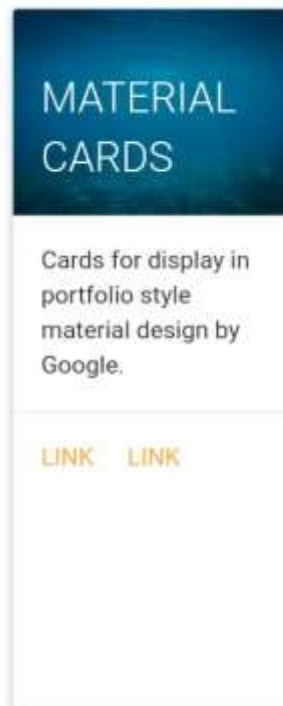 MATERIAL
CARDS
Cards for display in
portfolio style
material design by
Google.
LINK LINK